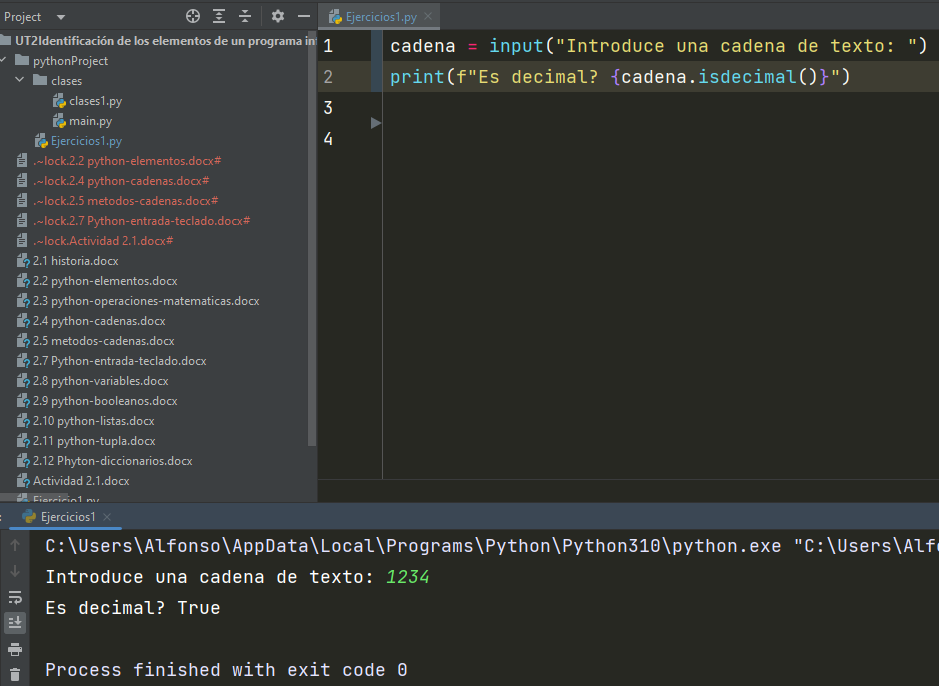 Project
UT2Identificación de los elementos de un programa in
pythonProject
clases
clases1.py
main.py
Ejercicios1.py
.~lock.2.2 python-elementos.docx#
.~lock.2.4 python-cadenas.docx#
.~lock.2.5 metodos-cadenas.docx#
.~lock.2.7 Python-entrada-teclado.docx#
.~lock.Actividad 2.1.docx#
2.1 historia.docx
2.2 python-elementos.docx
2.3 python-operaciones-matematicas.docx
2.4 python-cadenas.docx
2.5 metodos-cadenas.docx
2.7 Python-entrada-teclado.docx
2.8 python-variables.docx
2.9 python-booleanos.docx
2.10 python-listas.docx
2.11 python-tupla.docx
2.12 Phyton-diccionarios.docx
Actividad 2.1.docx
Ejercicio1.py
Ejercicios1.py
1 cadena = input("Introduce una cadena de texto: ")
2 print(f"Es decimal? {cadena.isdecimal()}")
3
4
Ejercicios1
C:\Users\Alfonso\AppData\Local\Programs\Python\Python310\python.exe "C:\Users\Alfo
Introduce una cadena de texto: 1234
Es decimal? True
Process finished with exit code 0